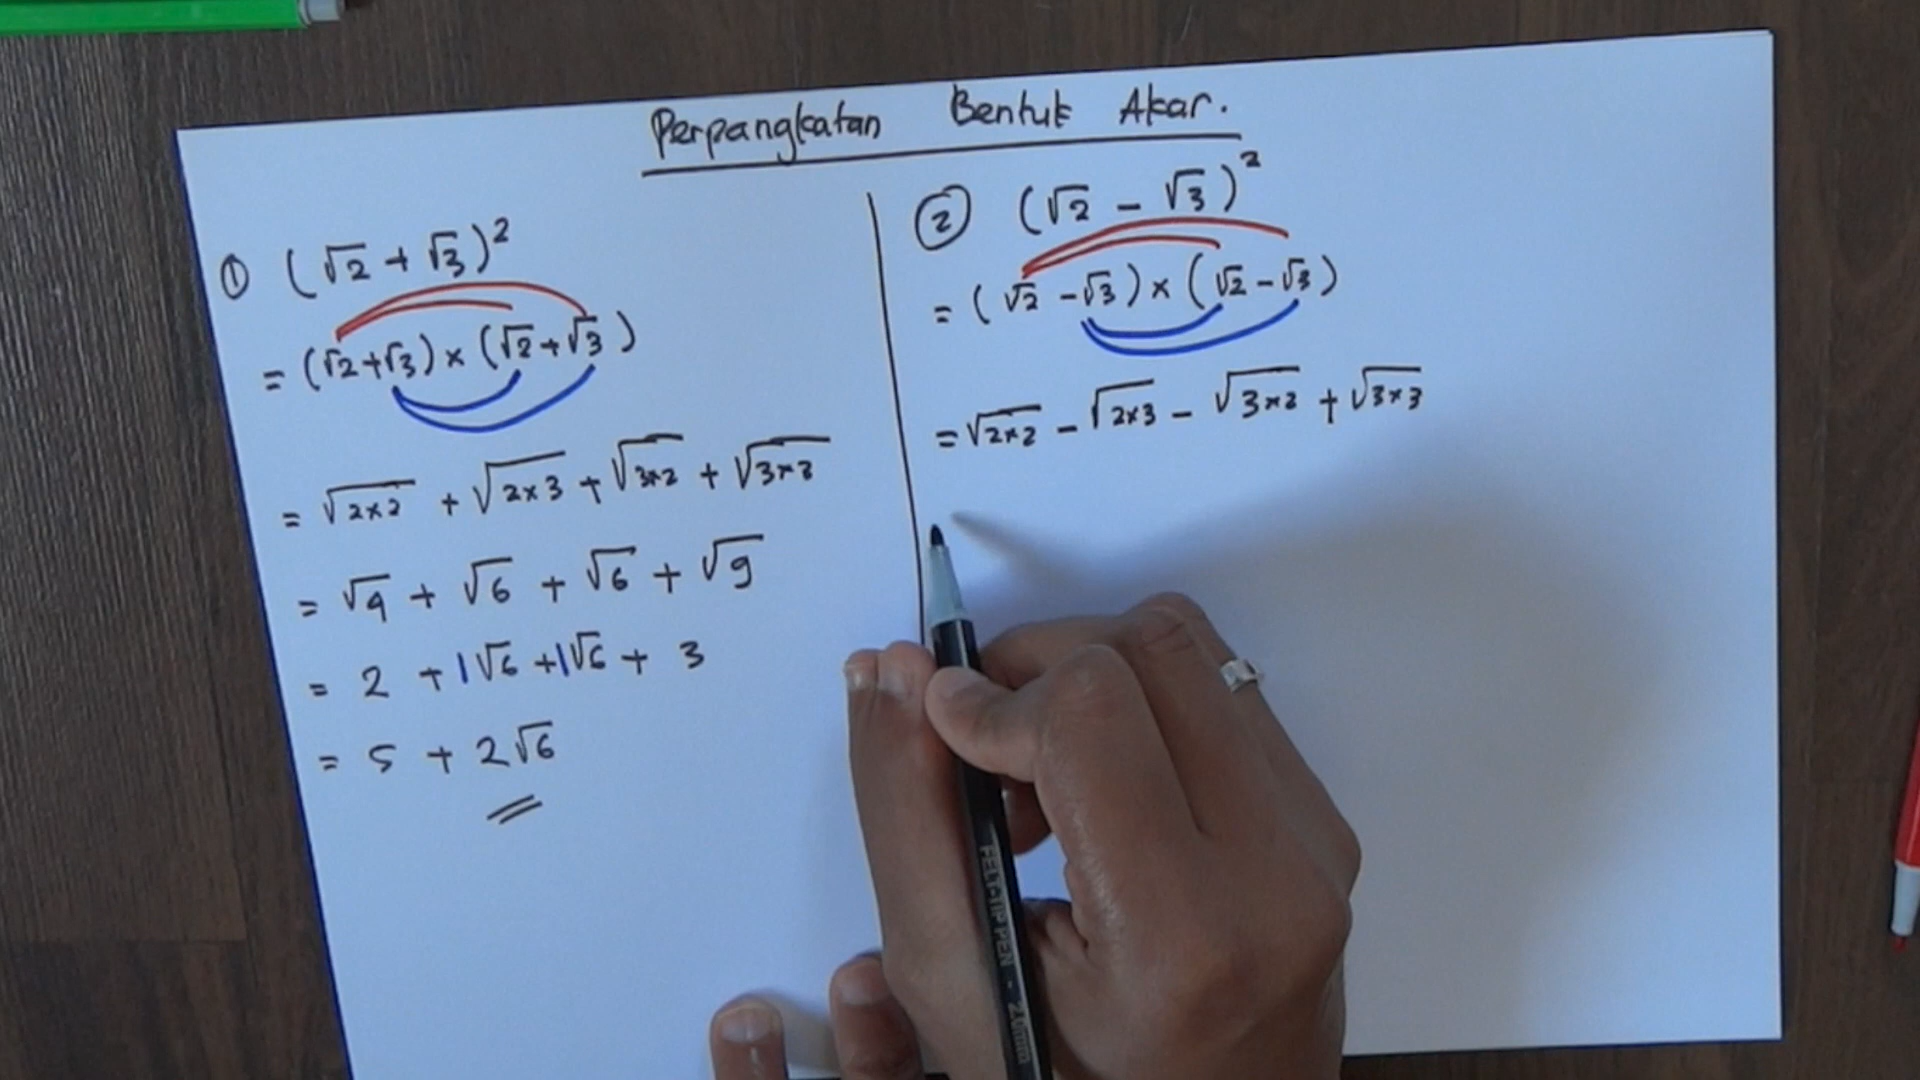 Perpangkatan Bentuk Akar.
① (√2 + √3)²
= (√2+√3) × (√2+√3)
= √2×2 + √2×3 + √3×2 + √3×3
= √4 + √6 + √6 + √9
= 2 + 1√6 + 1√6 + 3
= 5 + 2√6
② (√2 - √3)²
= (√2 - √3) × (√2 - √3)
= √2×2 - √2×3 - √3×2 + √3×3
FELT-TIP PEN - 2.0mm